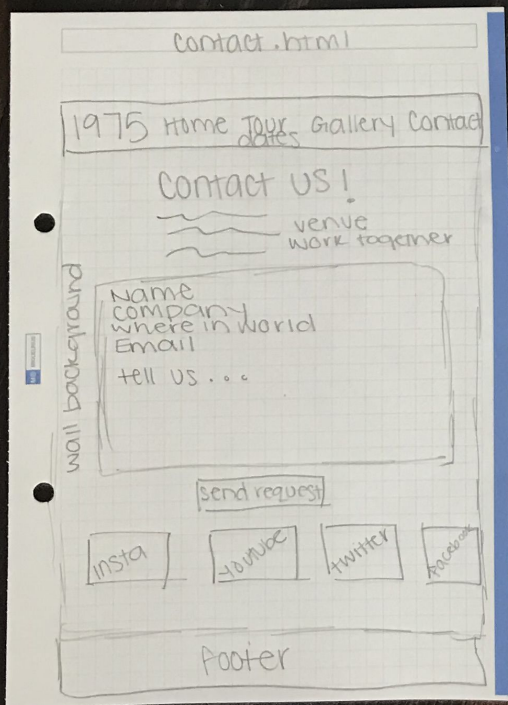 contact.html
1975 Home Tour dates Gallery Contact
Contact US!
venue
work together
wall background
Name
company
where in world
Email
tell us...
send request
insta
youtube
twitter
facebook
footer